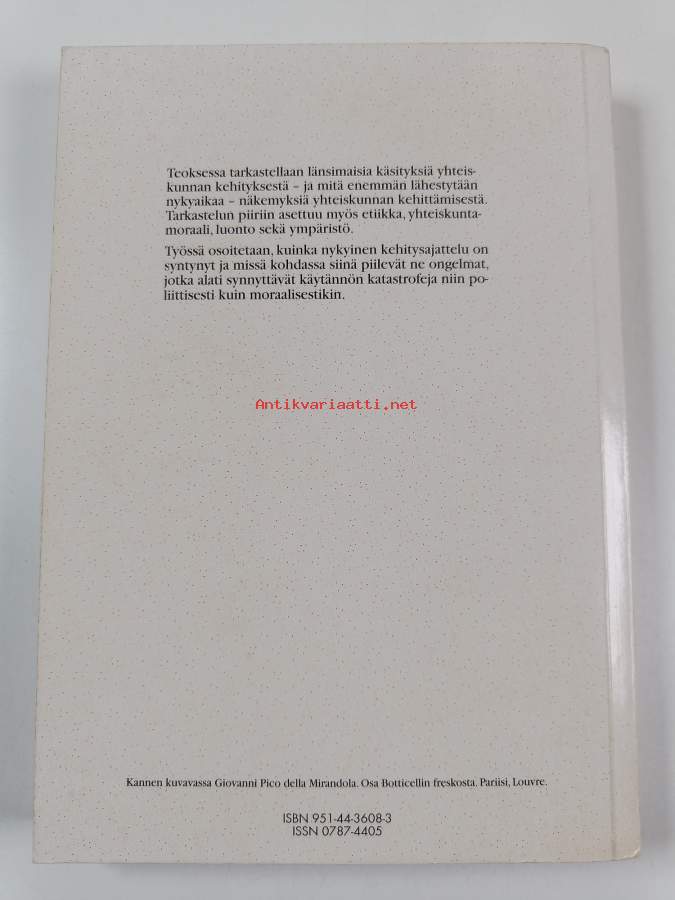 Teoksessa tarkastellaan länsimaisia käsityksiä yhteis-
kunnan kehityksestä – ja mitä enemmän lähestytään
nykyaikaa – näkemyksiä yhteiskunnan kehittämisestä.
Tarkastelun piiriin asettuu myös etiikka, yhteiskunta-
moraali, luonto sekä ympäristö.
Työssä osoitetaan, kuinka nykyinen kehitysajattelu on
syntynyt ja missä kohdassa siinä piilevät ne ongelmat,
jotka alati synnyttävät käytännön katastrofeja niin po-
liittisesti kuin moraalisestikin.
Antikvariaatti.net
Kannen kuvavassa Giovanni Pico della Mirandola. Osa Botticellin freskosta. Pariisi, Louvre.
ISBN 951-44-3608-3
ISSN 0787-4405